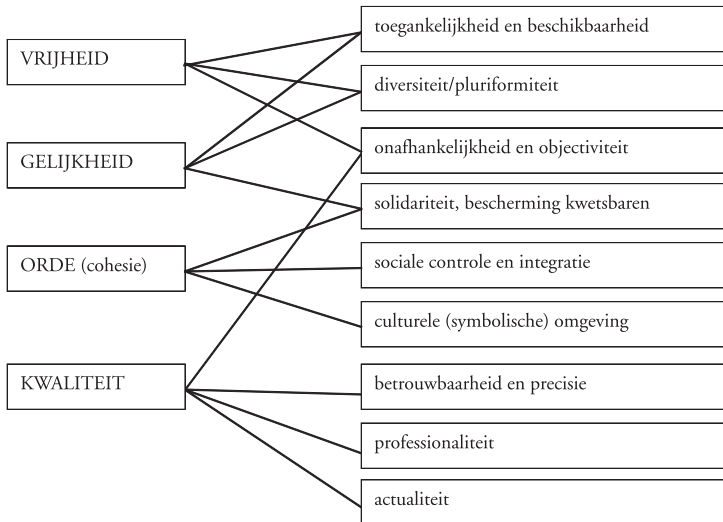 VRIJHEID
GELIJKHEID
ORDE (cohesie)
KWALITEIT
toegankelijkheid en beschikbaarheid
diversiteit/pluriformiteit
onafhankelijkheid en objectiviteit
solidariteit, bescherming kwetsbaren
sociale controle en integratie
culturele (symbolische) omgeving
betrouwbaarheid en precisie
professionaliteit
actualiteit